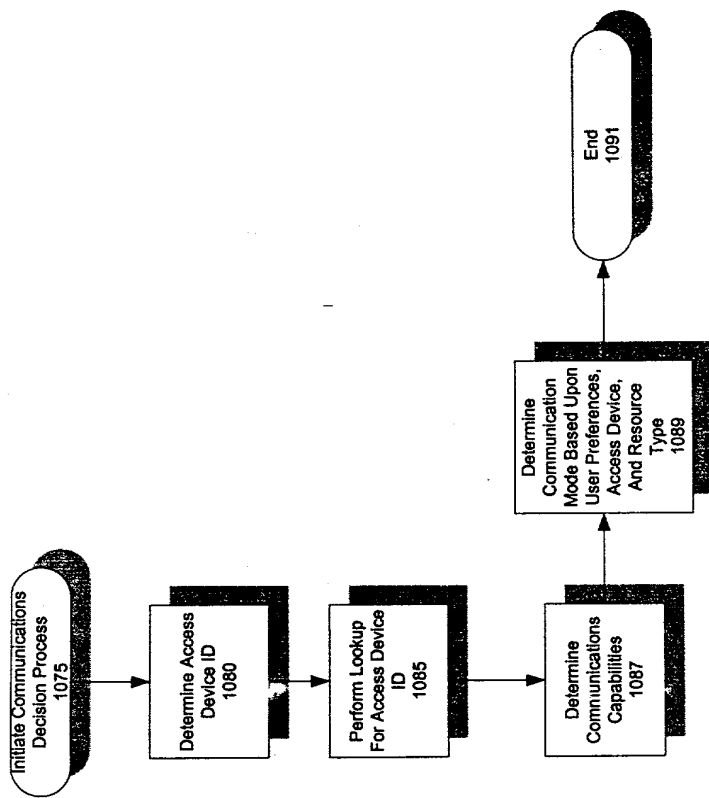 Initiate Communications
Decision Process
1075
Determine Access
Device ID
1080
Perform Lookup
For Access Device
ID
1085
Determine
Communications
Capabilities
1087
Determine
Communication
Mode Based Upon
User Preferences,
Access Device,
And Resource
Type
1089
End
1091